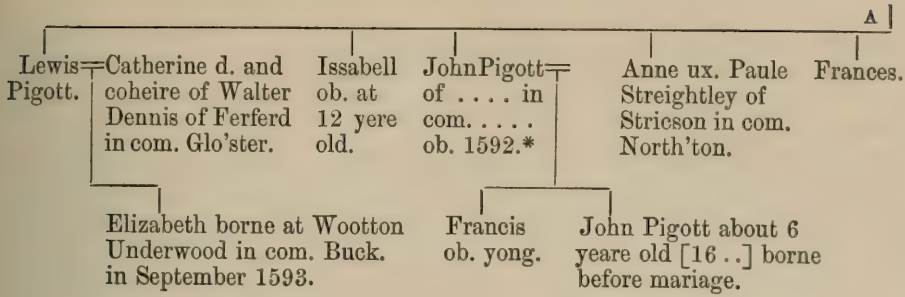 A
Lewis Catherine d. and
Pigott. coheire of Walter
Dennis of Ferferd
in com. Glo'ster.
Issabell
ob. at
12 yere
old.
JohnPigott
of . . . . in
com. . . . .
ob. 1592.*
Anne ux. Paule
Streightley of
Stricson in com.
North'ton.
Frances.
Elizabeth borne at Wootton
Underwood in com. Buck.
in September 1593.
Francis
ob. yong.
John Pigott about 6
yeare old [16 . .] borne
before mariage.